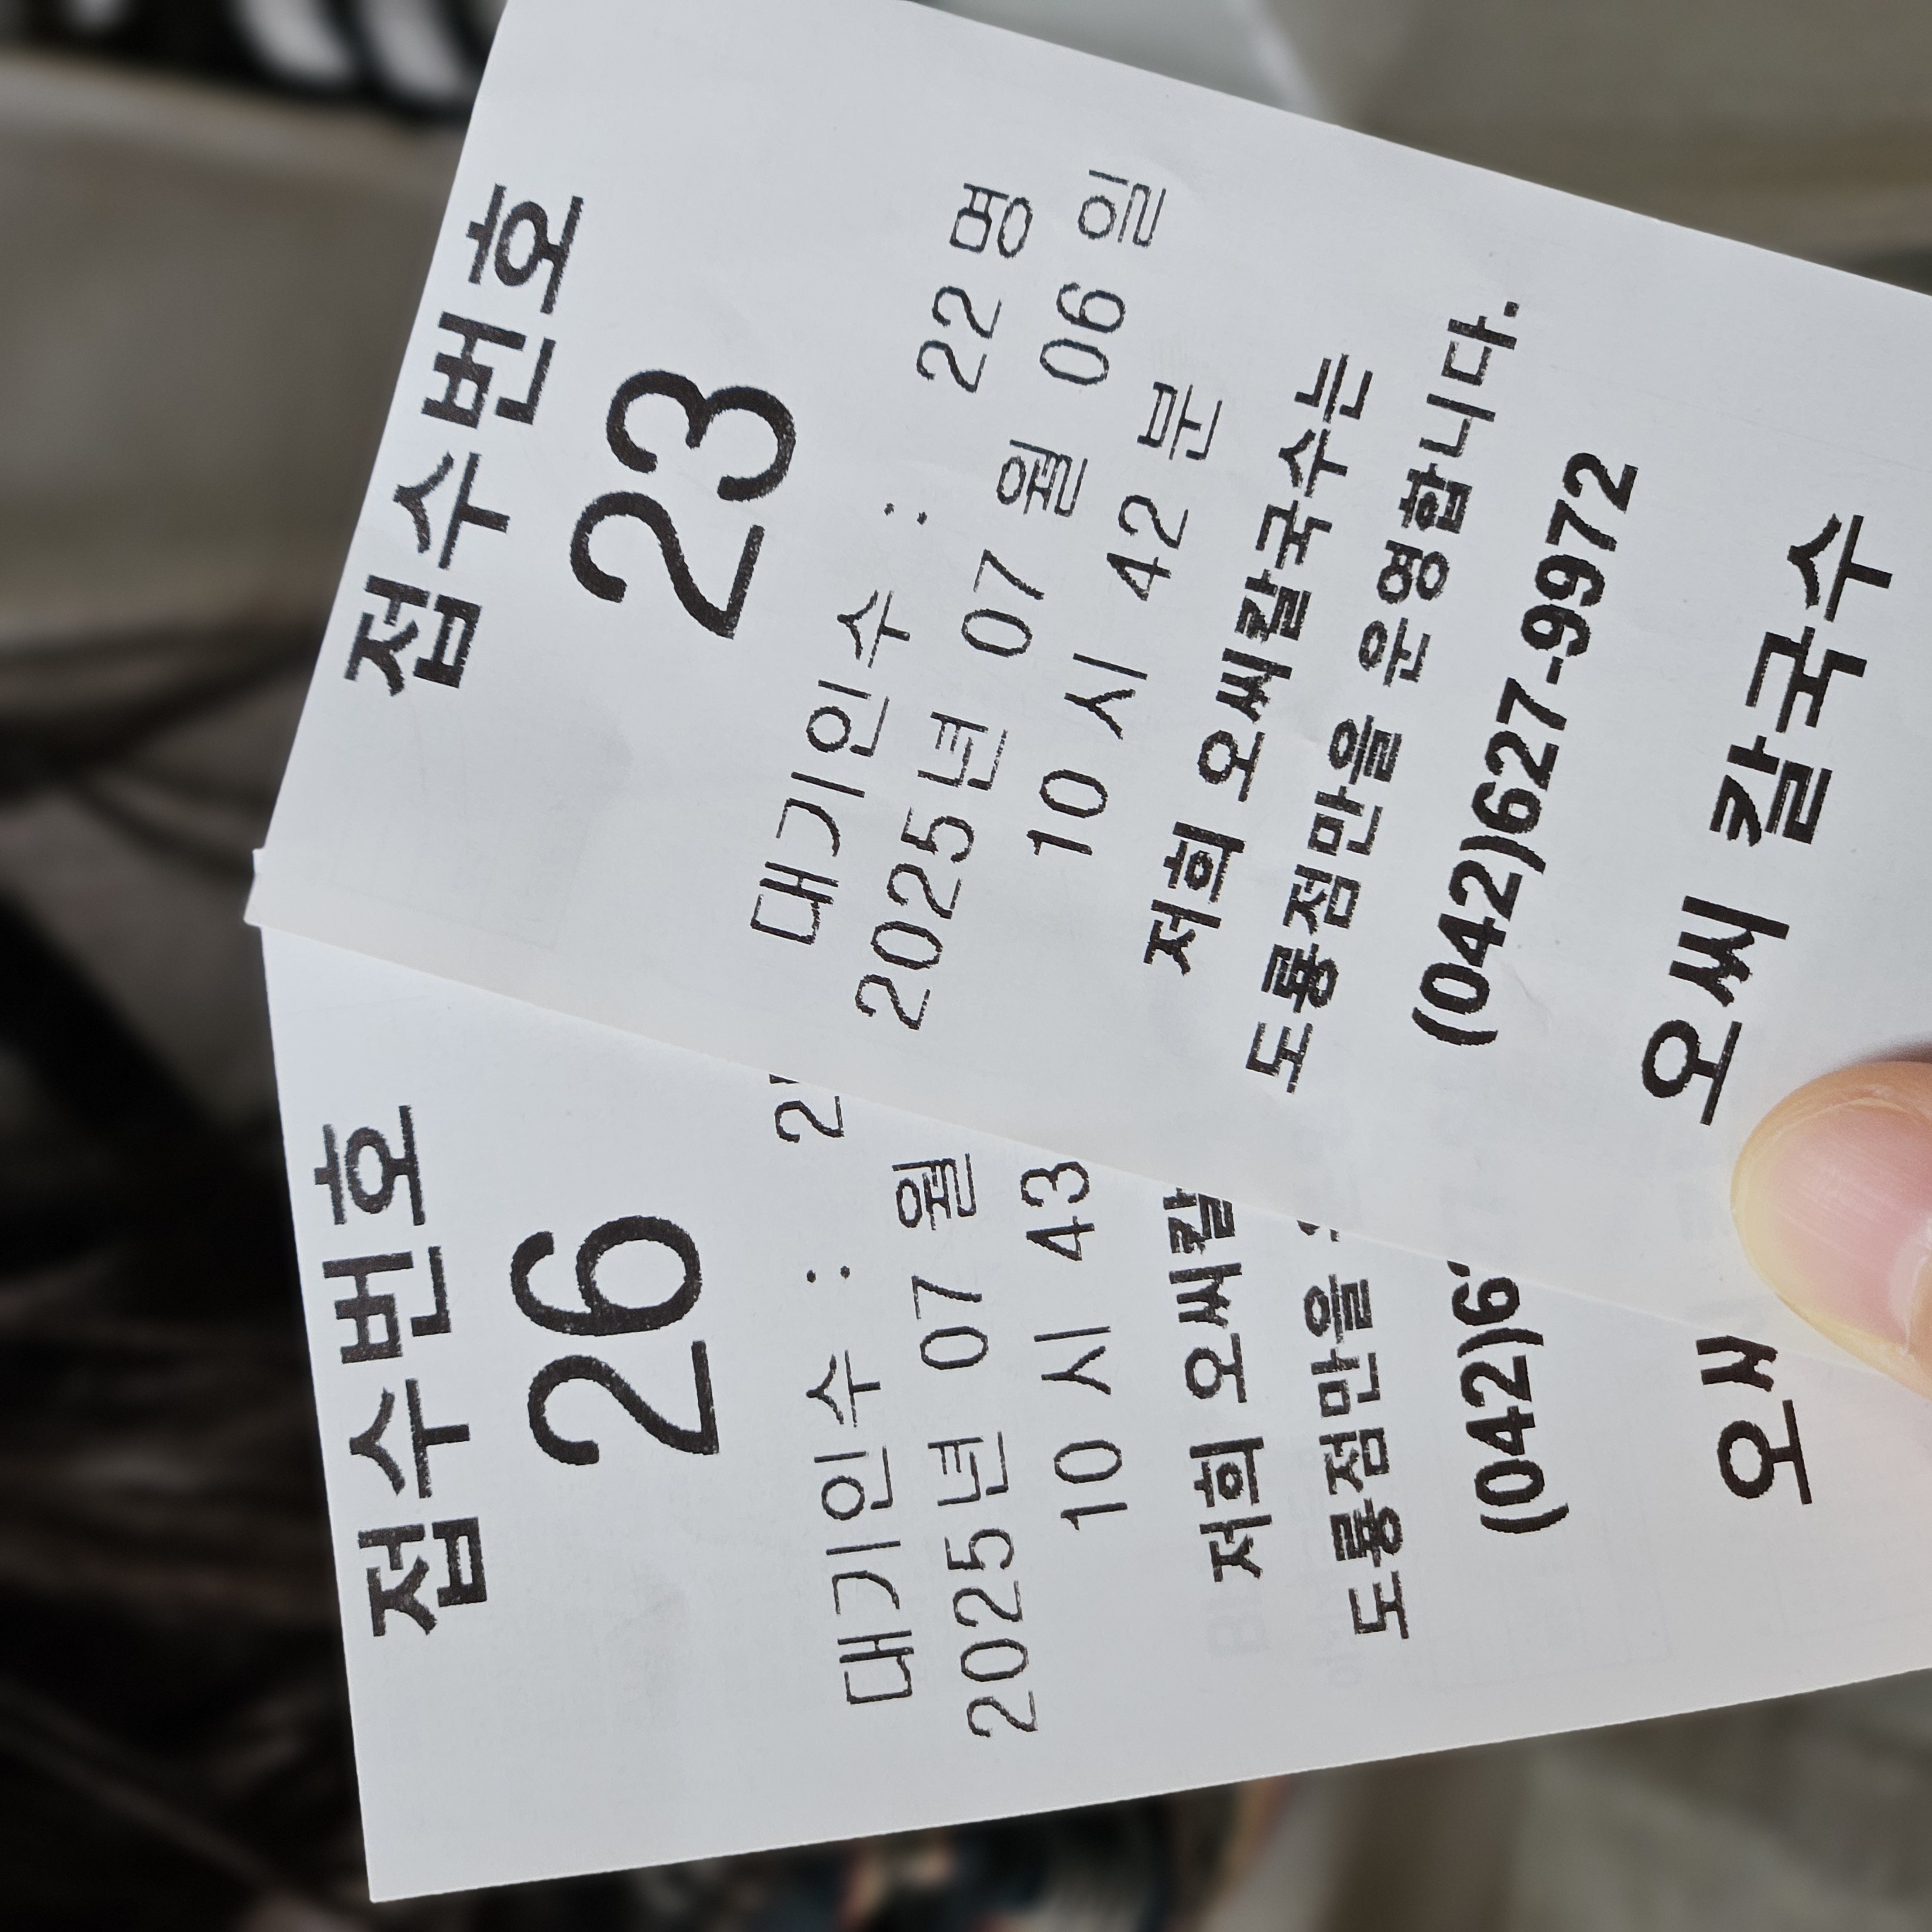 접수번호
23
대기인수 : 22 명
2025년 07 월 06 일
10 시 42 분
저희 오씨칼국수는
도룡점만을 운영합니다.
(042)627-9972
오씨 칼국수
접수번호
26
대기인수 : 2
2025년 07 월
10 시 43
저희 오씨칼
도룡점만을
(042)6
오씨